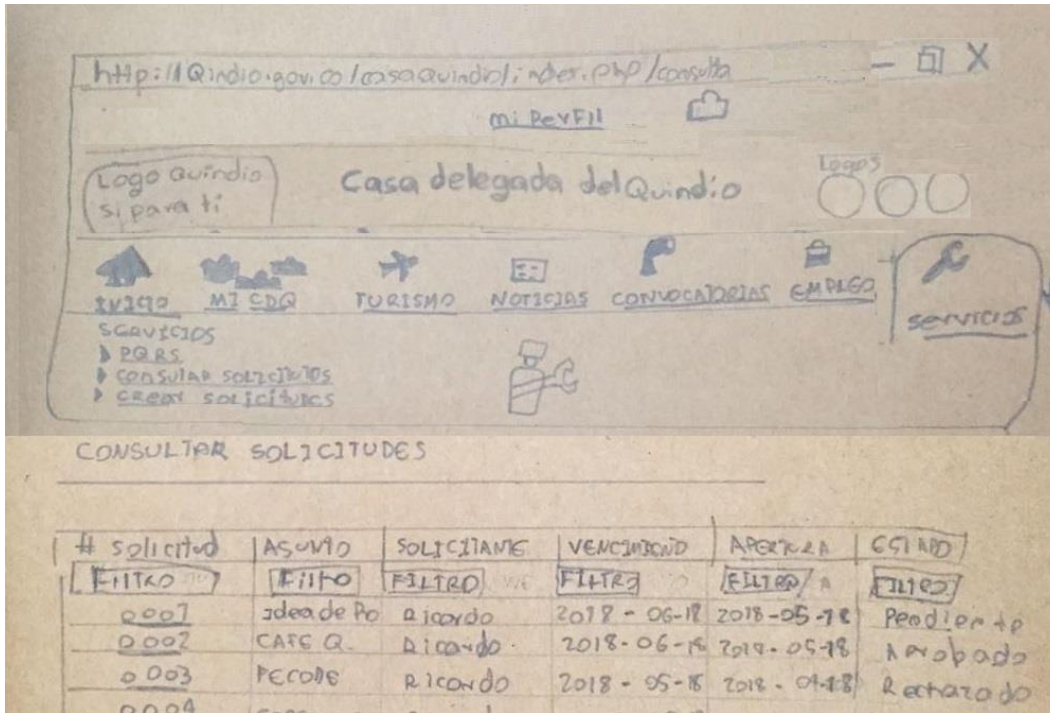 http://Qindio.gov.co/casaquindio/index.php/consulta
mi PerFil
Logo Quindio
si para ti
Casa delegada del Quindio
Logos
INICIO MI CDQ TURISMO NOTICIAS CONVOCATORIAS EMPLEO servicios
SERVICIOS
PQRS
CONSULTAR SOLICITUDES
CREAR SOLICITUDES
CONSULTAR SOLICITUDES
# solicitud ASUNTO SOLICITANTE VENCIMIENTO APERTURA ESTADO
FILTRO Filtro FILTRO FILTRO FILTRO FILTRO
0001 Idea de Po Ricardo 2018-06-18 2018-05-18 Pendiente
0002 CAFE Q. Ricardo. 2018-06-18 2018-05-18 Aprobado
0003 Ricardo 2018-05-18 2018-04-18 Rechazado
0004